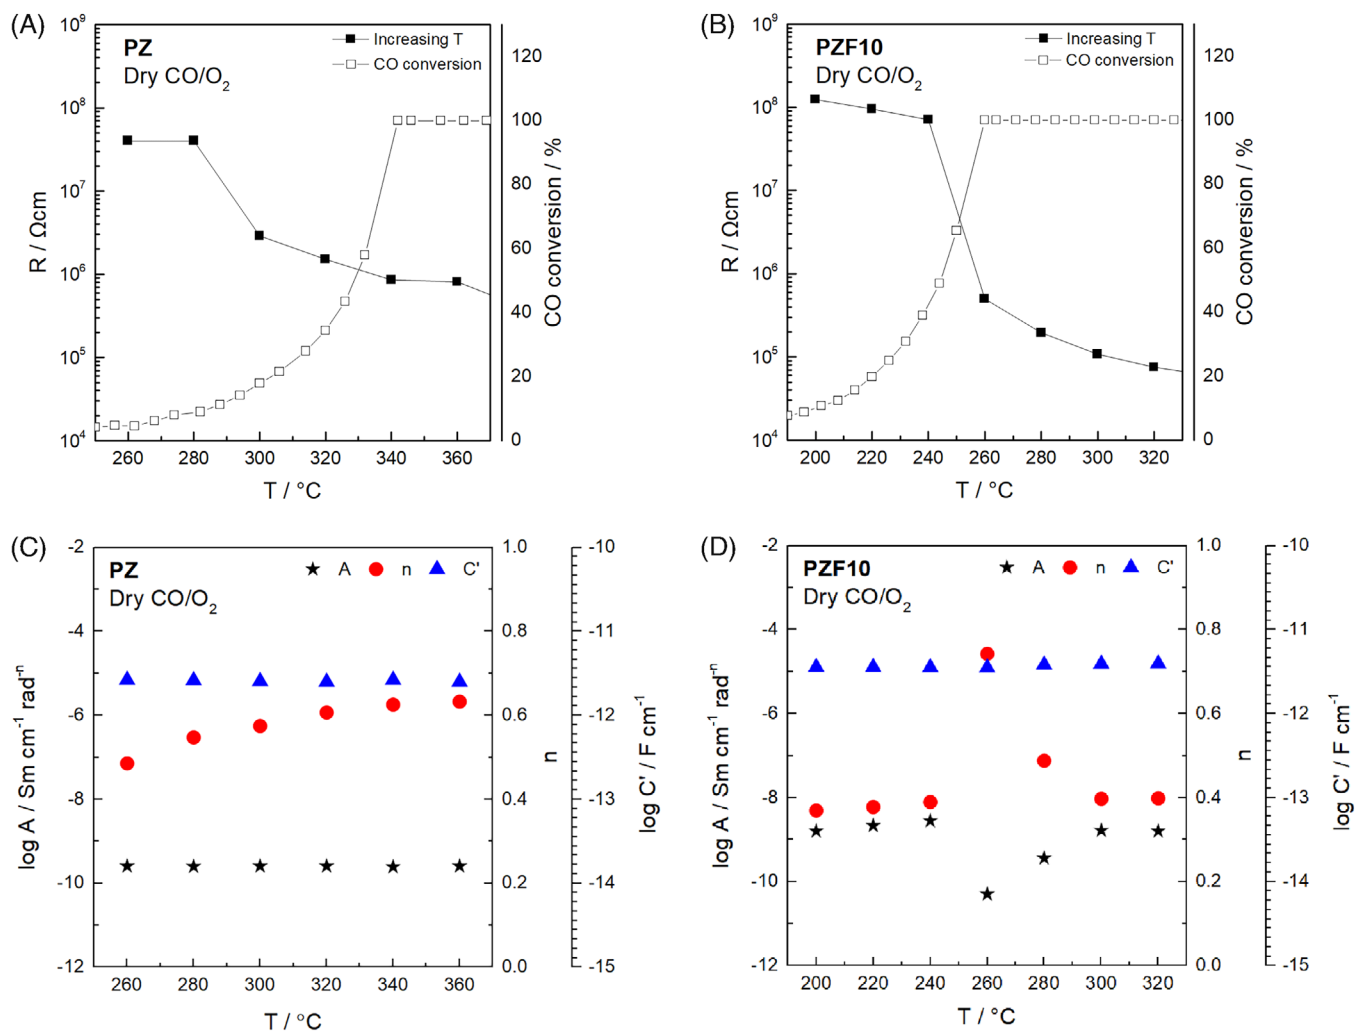 (A)
PZ
Dry CO/O₂
Increasing T
CO conversion
R / Ωcm
10⁹
10⁸
10⁷
10⁶
10⁵
10⁴
260 280 300 320 340 360
T / °C
120
100
80
60
40
20
0
CO conversion / %
(B)
PZF10
Dry CO/O₂
Increasing T
CO conversion
R / Ωcm
10⁹
10⁸
10⁷
10⁶
10⁵
10⁴
200 220 240 260 280 300 320
T / °C
120
100
80
60
40
20
0
CO conversion / %
(C)
PZ
Dry CO/O₂
A n C'
log A / Sm cm⁻¹ rad⁻ⁿ
-2
-4
-6
-8
-10
-12
260 280 300 320 340 360
T / °C
1.0
0.8
0.6
0.4
0.2
0.0
n
-10
-11
-12
-13
-14
-15
log C' / F cm⁻¹
(D)
PZF10
Dry CO/O₂
A n C'
log A / Sm cm⁻¹ rad⁻ⁿ
-2
-4
-6
-8
-10
-12
200 220 240 260 280 300 320
T / °C
1.0
0.8
0.6
0.4
0.2
0.0
n
-10
-11
-12
-13
-14
-15
log C' / F cm⁻¹